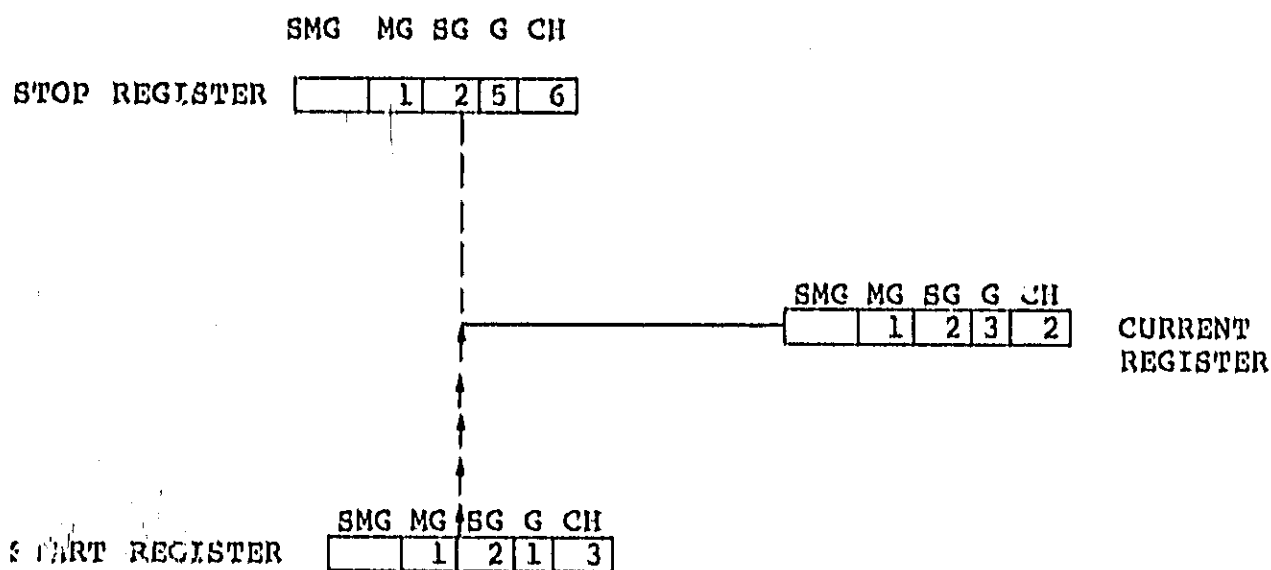 SMG MG SG G CH
STOP REGISTER 1 2 5 6
SMG MG SG G CH
1 2 3 2 CURRENT
REGISTER
SMG MG SG G CH
START REGISTER 1 2 1 3